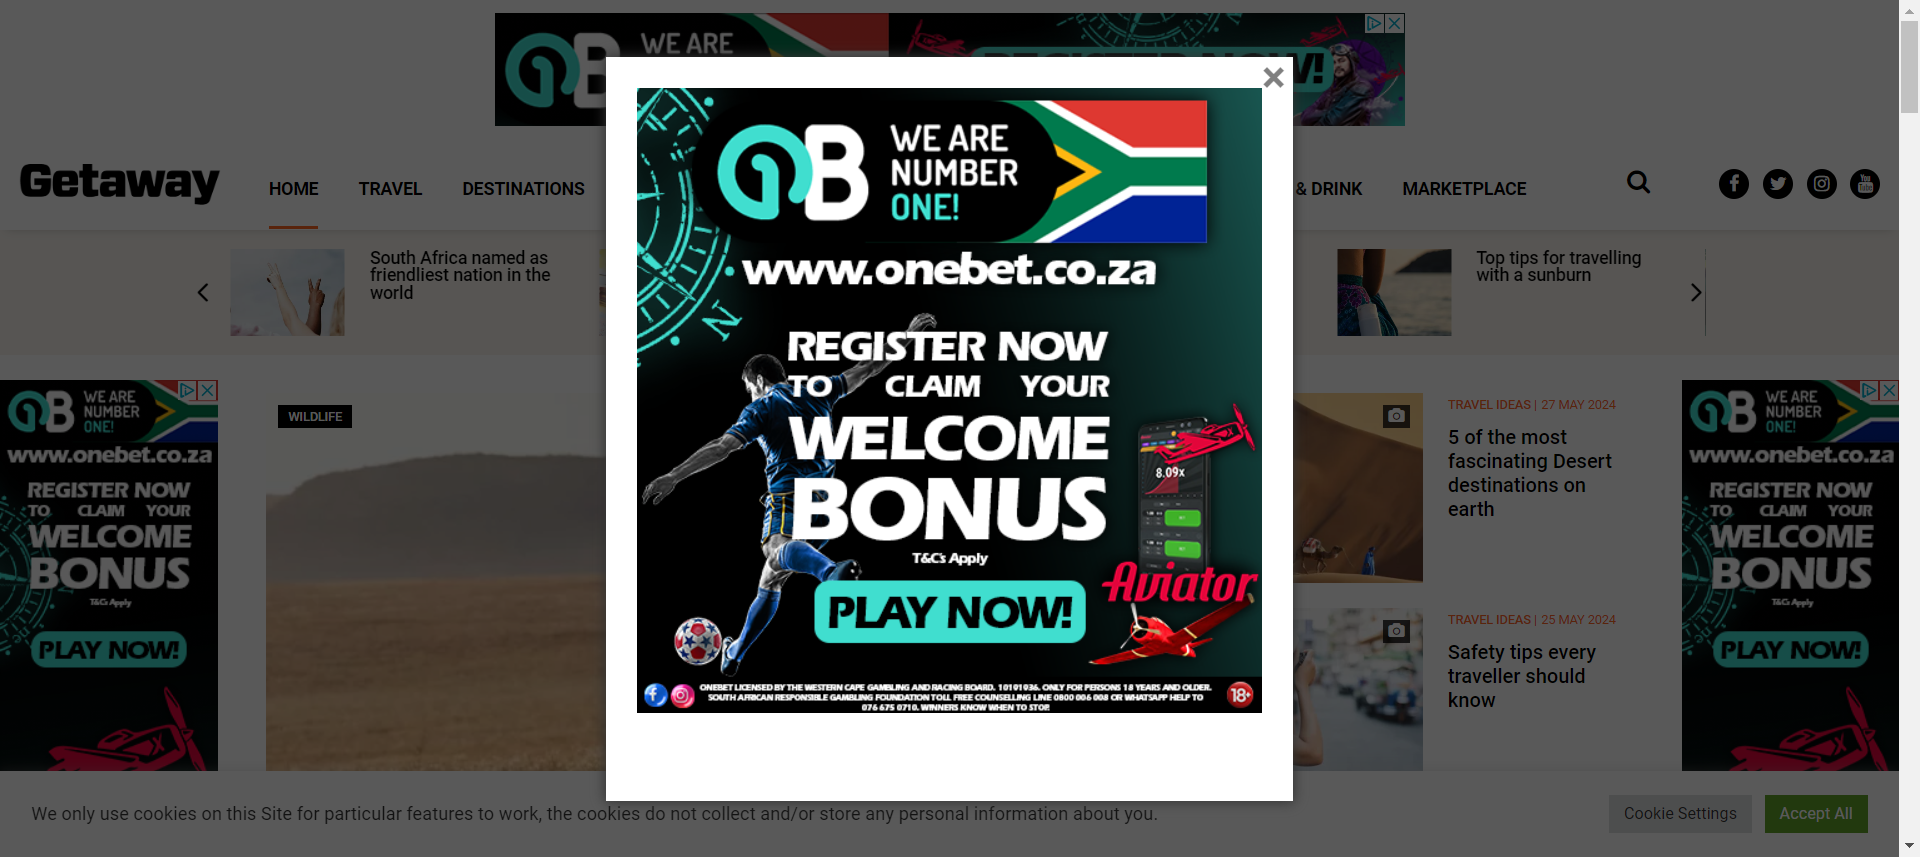 WE ARE
Getaway
HOME
TRAVEL
DESTINATIONS
& DRINK
MARKETPLACE
South Africa named as
friendliest nation in the
world
Top tips for travelling
with a sunburn
B WE ARE
NUMBER
ONE!
www.onebet.co.za
REGISTER NOW
TO CLAIM YOUR
WELCOME
BONUS
T&C's Apply
PLAY NOW!
8.09x
Aviator
ONEBET LICENSED BY THE WESTERN CAPE GAMBLING AND RACING BOARD. 10191936. ONLY FOR PERSONS 18 YEARS AND OLDER.
SOUTH AFRICAN RESPONSIBLE GAMBLING FOUNDATION TOLL FREE COUNSELLING LINE 0800 006 008 OR WHATSAPP HELP TO
076 675 0710. WINNERS KNOW WHEN TO STOP.
18+
WE ARE
NUMBER
ONE!
www.onebet.co.za
REGISTER NOW
TO CLAIM YOUR
WELCOME
BONUS
T&C's Apply
PLAY NOW!
WILDLIFE
TRAVEL IDEAS | 27 MAY 2024
5 of the most
fascinating Desert
destinations on
earth
TRAVEL IDEAS | 25 MAY 2024
Safety tips every
traveller should
know
WE ARE
NUMBER
ONE!
www.onebet.co.za
REGISTER NOW
TO CLAIM YOUR
WELCOME
BONUS
T&C's Apply
PLAY NOW!
We only use cookies on this Site for particular features to work, the cookies do not collect and/or store any personal information about you.
Cookie Settings
Accept All